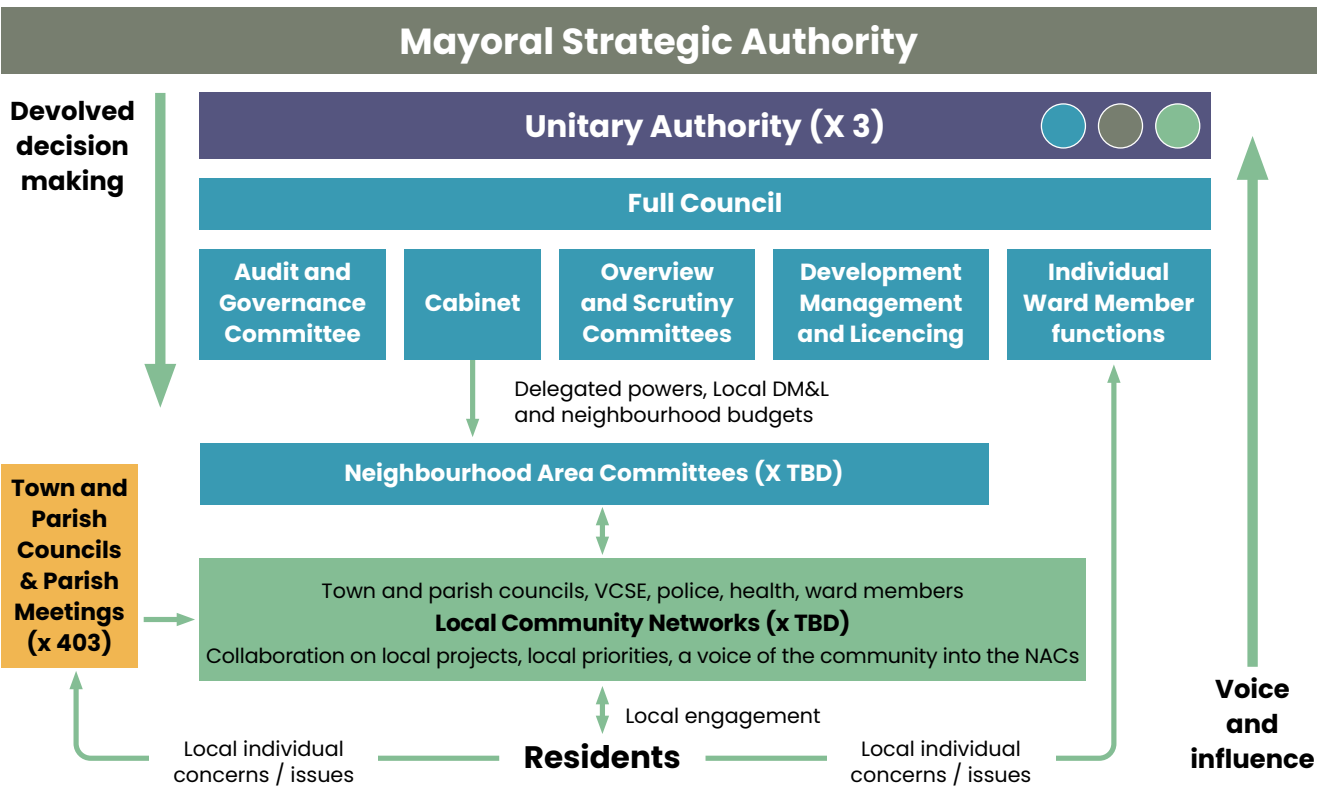 Mayoral Strategic Authority
Devolved
decision
making
Unitary Authority (X 3)
Full Council
Audit and
Governance
Committee
Cabinet
Overview
and Scrutiny
Committees
Development
Management
and Licencing
Individual
Ward Member
functions
Delegated powers, Local DM&L
and neighbourhood budgets
Neighbourhood Area Committees (X TBD)
Town and
Parish
Councils
& Parish
Meetings
(x 403)
Town and parish councils, VCSE, police, health, ward members
Local Community Networks (x TBD)
Collaboration on local projects, local priorities, a voice of the community into the NACs
Voice
and
influence
Local engagement
Local individual
concerns / issues
Residents
Local individual
concerns / issues